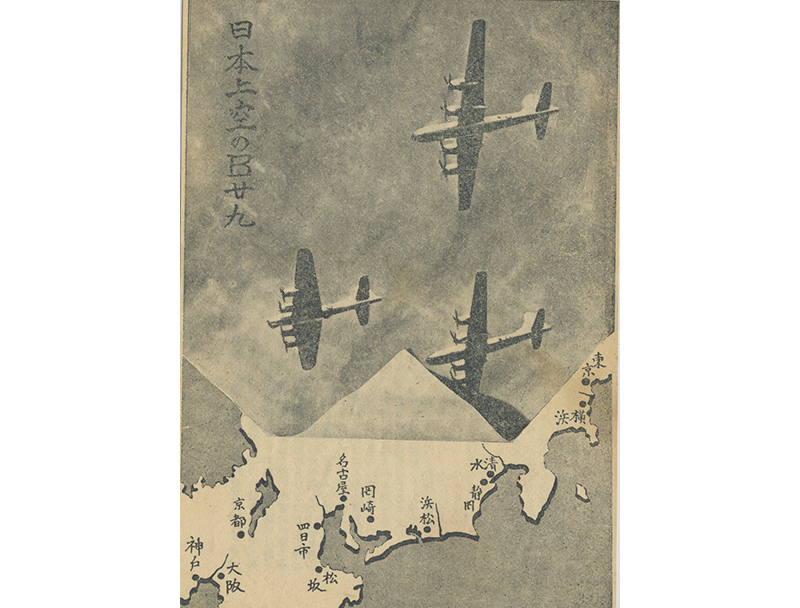 日本上空のB廿九
東京
横浜
清水
静岡
浜松
岡崎
名古屋
四日市
松坂
京都
大阪
神戸